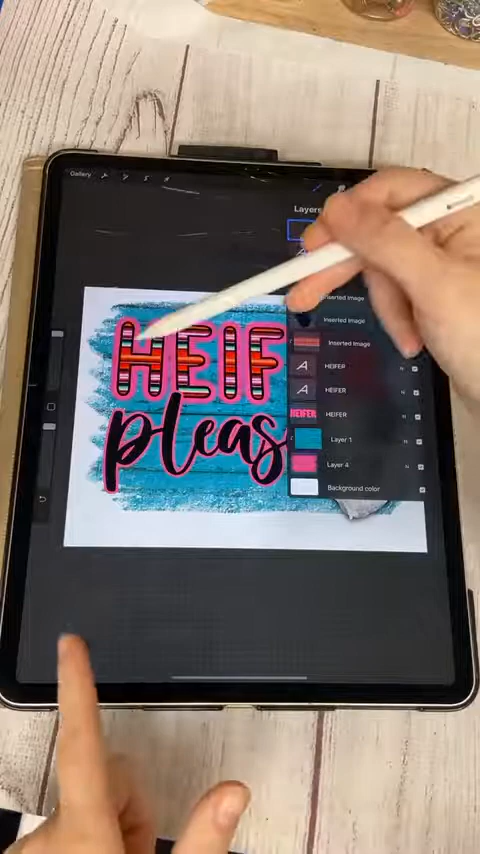 Gallery
Layers
Inserted Image
Inserted Image
Inserted Image
HEIFER
HEIFER
HEIFER HEIFER
Layer 1
Layer 4
Background color
HEIF
pleas